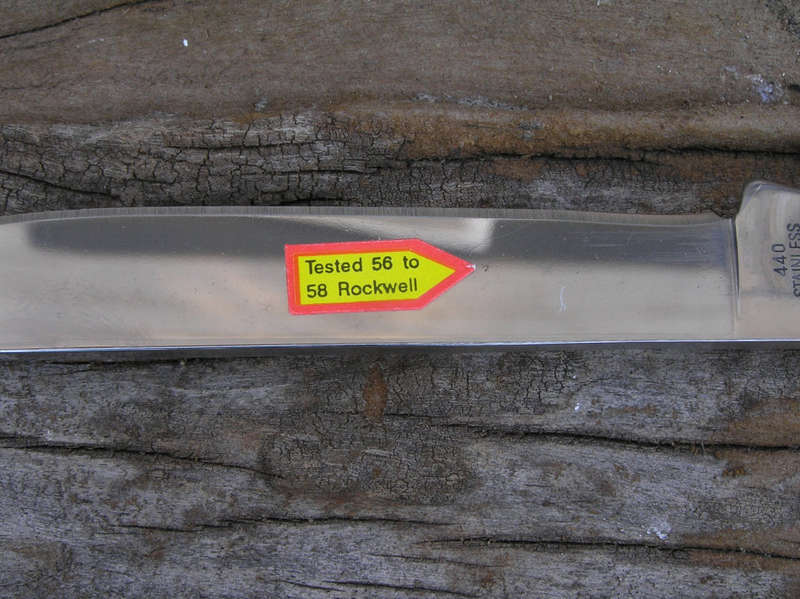 Tested 56 to
58 Rockwell
440
STAINLESS